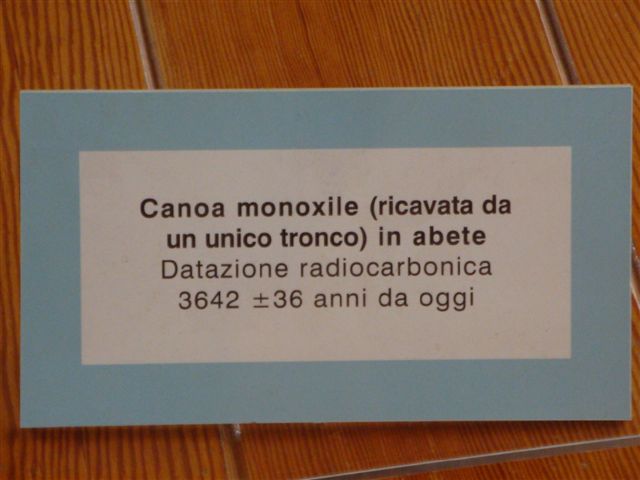 Canoa monoxile (ricavata da
un unico tronco) in abete
Datazione radiocarbonica
3642 ±36 anni da oggi